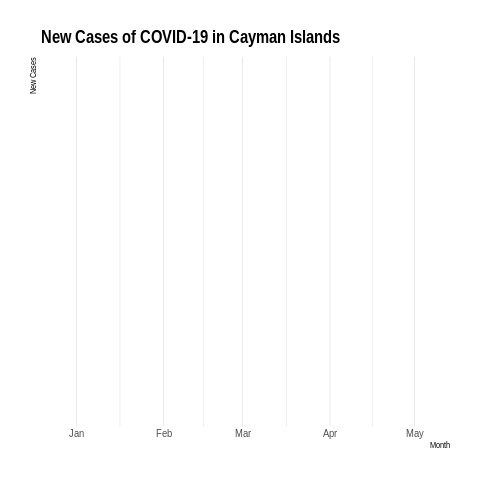 New Cases of COVID-19 in Cayman Islands
New Cases
Jan Feb Mar Apr May
Month